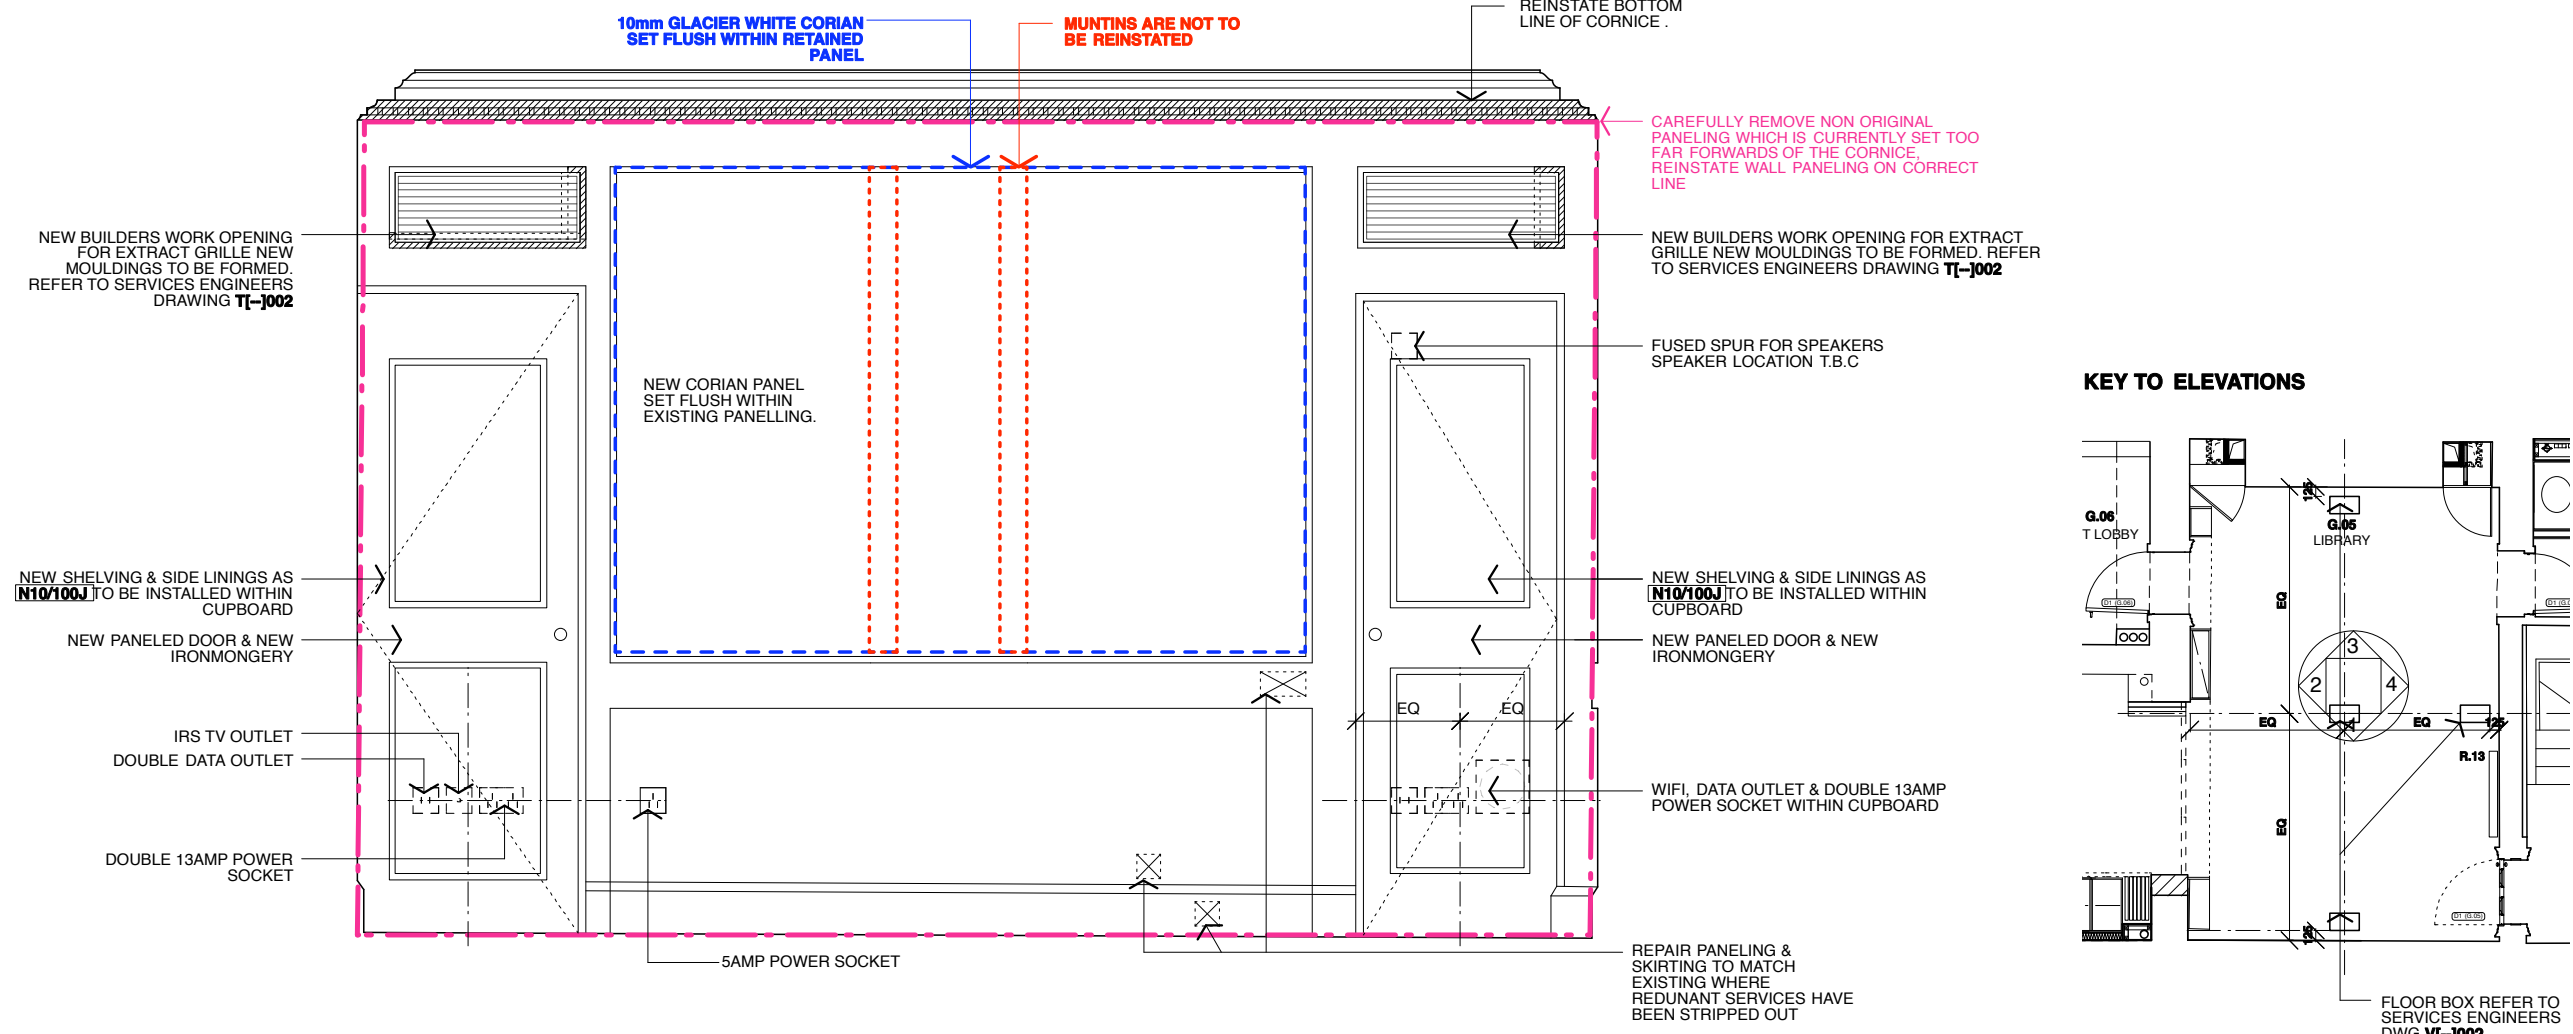 10mm GLACIER WHITE CORIAN
SET FLUSH WITHIN RETAINED
PANEL
MUNTINS ARE NOT TO
BE REINSTATED
REINSTATE BOTTOM
LINE OF CORNICE .
CAREFULLY REMOVE NON ORIGINAL
PANELING WHICH IS CURRENTLY SET TOO
FAR FORWARDS OF THE CORNICE,
REINSTATE WALL PANELING ON CORRECT
LINE
NEW BUILDERS WORK OPENING
FOR EXTRACT GRILLE NEW
MOULDINGS TO BE FORMED.
REFER TO SERVICES ENGINEERS
DRAWING T[--]002
NEW BUILDERS WORK OPENING FOR EXTRACT
GRILLE NEW MOULDINGS TO BE FORMED. REFER
TO SERVICES ENGINEERS DRAWING T[--]002
FUSED SPUR FOR SPEAKERS
SPEAKER LOCATION T.B.C
NEW CORIAN PANEL
SET FLUSH WITHIN
EXISTING PANELLING.
NEW SHELVING & SIDE LININGS AS
N10/100J TO BE INSTALLED WITHIN
CUPBOARD
NEW PANELED DOOR & NEW
IRONMONGERY
NEW SHELVING & SIDE LININGS AS
N10/100J TO BE INSTALLED WITHIN
CUPBOARD
NEW PANELED DOOR & NEW
IRONMONGERY
EQ
EQ
IRS TV OUTLET
DOUBLE DATA OUTLET
DOUBLE 13AMP POWER
SOCKET
WIFI, DATA OUTLET & DOUBLE 13AMP
POWER SOCKET WITHIN CUPBOARD
5AMP POWER SOCKET
REPAIR PANELING &
SKIRTING TO MATCH
EXISTING WHERE
REDUNANT SERVICES HAVE
BEEN STRIPPED OUT
KEY TO ELEVATIONS
125
G.06
T LOBBY
G.05
LIBRARY
D1 (G.06)
EQ
3
2
4
EQ
EQ
125
R.13
EQ
D1 (G.05)
125
FLOOR BOX REFER TO
SERVICES ENGINEERS
DWG V[--]002